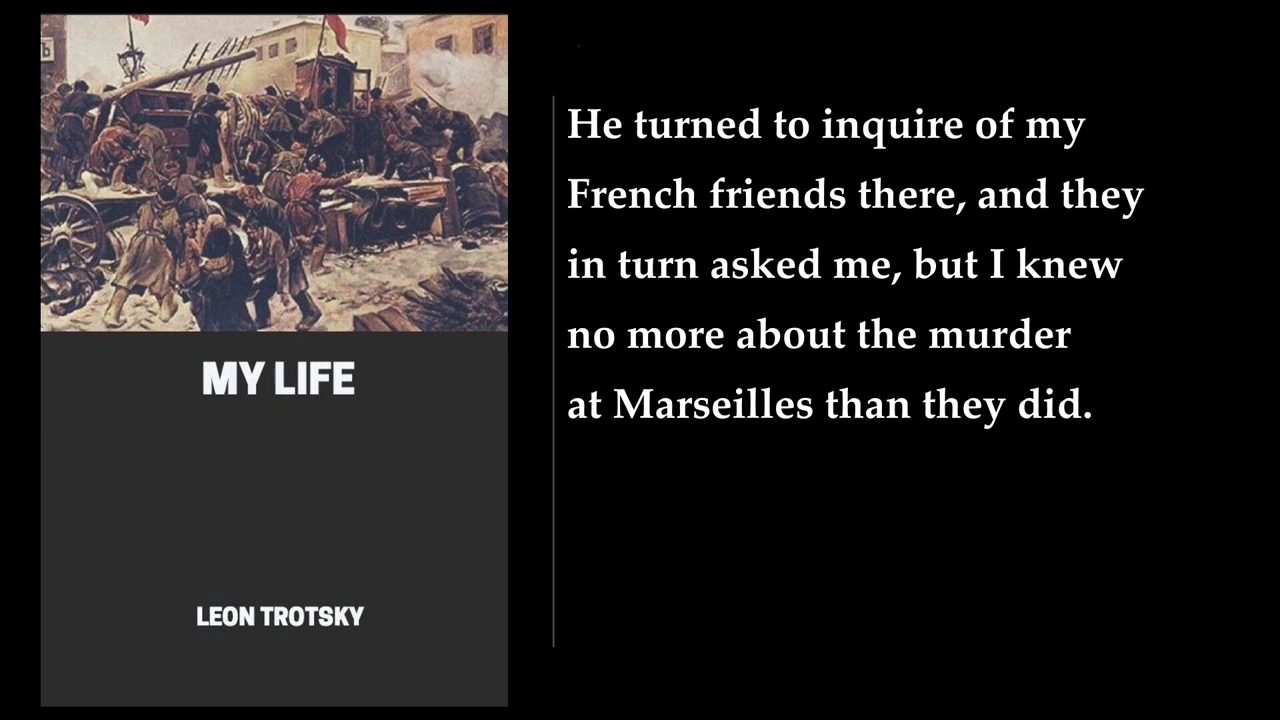 MY LIFE
LEON TROTSKY
He turned to inquire of my
French friends there, and they
in turn asked me, but I knew
no more about the murder
at Marseilles than they did.